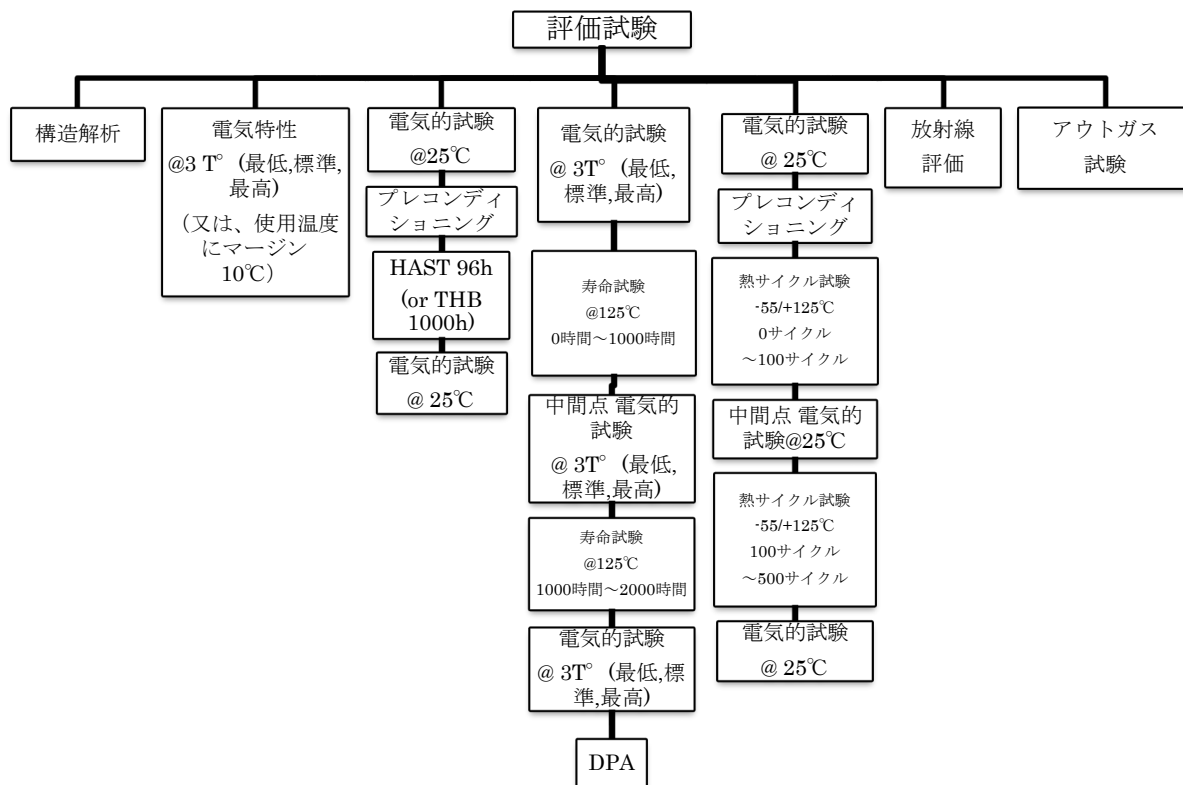 評価試験
構造解析
電気特性
@3 T° (最低,標準,
最高)
（又は、使用温度
にマージン
10℃）
電気的試験
@25℃
プレコンディ
ショニング
HAST 96h
(or THB
1000h)
電気的試験
@ 25℃
電気的試験
@ 3T° (最低,
標準,最高)
寿命試験
@125℃
0時間～1000時間
中間点 電気的
試験
@ 3T° (最低,
標準,最高)
寿命試験
@125℃
1000時間～2000時間
電気的試験
@ 3T° (最低,標
準,最高)
DPA
電気的試験
@ 25℃
プレコンディ
ショニング
熱サイクル試験
-55/+125℃
0サイクル
～100サイクル
中間点 電気的
試験@25℃
熱サイクル試験
-55/+125℃
100サイクル
～500サイクル
電気的試験
@ 25℃
放射線
評価
アウトガス
試験